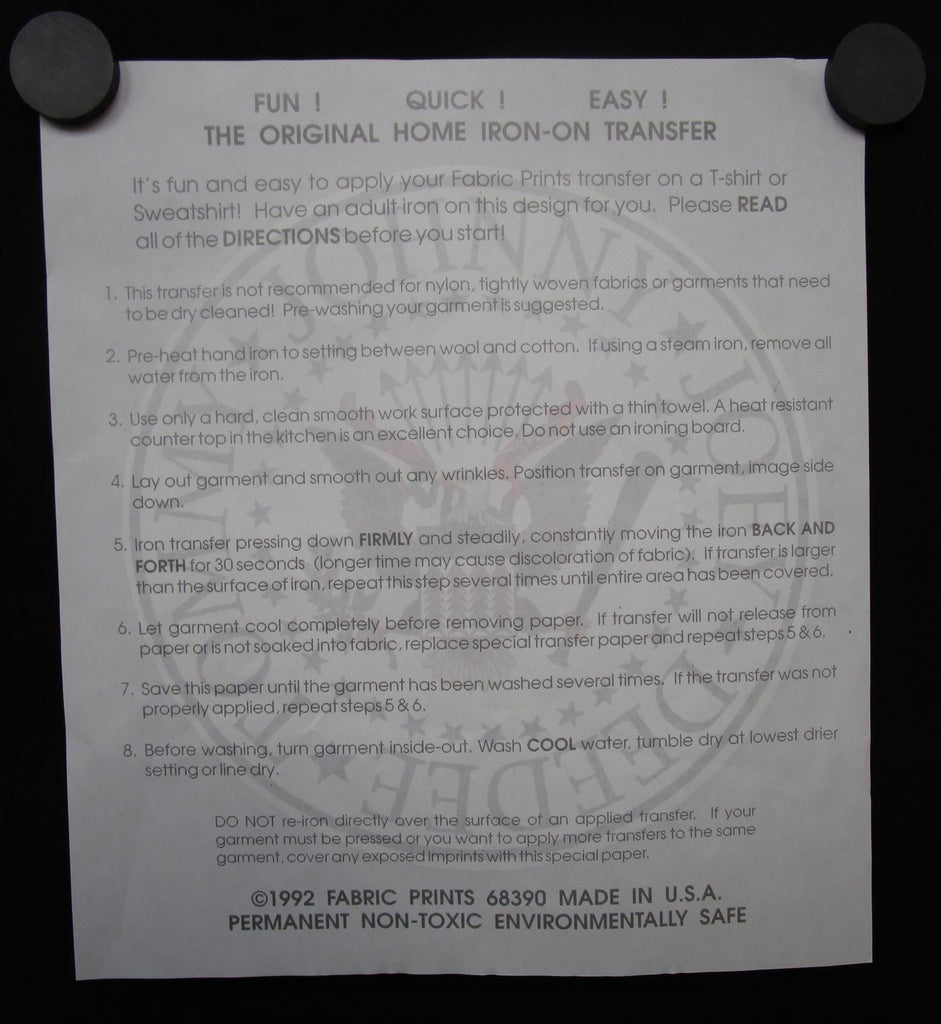 FUN ! QUICK ! EASY !
THE ORIGINAL HOME IRON-ON TRANSFER
It's fun and easy to apply your Fabric Prints transfer on a T-shirt or
Sweatshirt! Have an adult iron on this design for you. Please READ
all of the DIRECTIONS before you start!
1. This transfer is not recommended for nylon, tightly woven fabrics or garments that need
to be dry cleaned! Pre-washing your garment is suggested.
2. Pre-heat hand iron to setting between wool and cotton. If using a steam iron, remove all
water from the iron.
3. Use only a hard, clean smooth work surface protected with a thin towel. A heat resistant
counter top in the kitchen is an excellent choice. Do not use an ironing board.
4. Lay out garment and smooth out any wrinkles. Position transfer on garment, image side
down.
5. Iron transfer pressing down FIRMLY and steadily, constantly moving the iron BACK AND
FORTH for 30 seconds (longer time may cause discoloration of fabric). If transfer is larger
than the surface of iron, repeat this step several times until entire area has been covered.
6. Let garment cool completely before removing paper. If transfer will not release from
paper or is not soaked into fabric, replace special transfer paper and repeat steps 5 & 6.
7. Save this paper until the garment has been washed several times. If the transfer was not
properly applied, repeat steps 5 & 6.
8. Before washing, turn garment inside-out. Wash COOL water, tumble dry at lowest drier
setting or line dry.
DO NOT re-iron directly over the surface of an applied transfer. If your
garment must be pressed or you want to apply more transfers to the same
garment, cover any exposed imprints with this special paper.
©1992 FABRIC PRINTS 68390 MADE IN U.S.A.
PERMANENT NON-TOXIC ENVIRONMENTALLY SAFE
JOHNNY
JOEY
DEEDEE
TOMMY